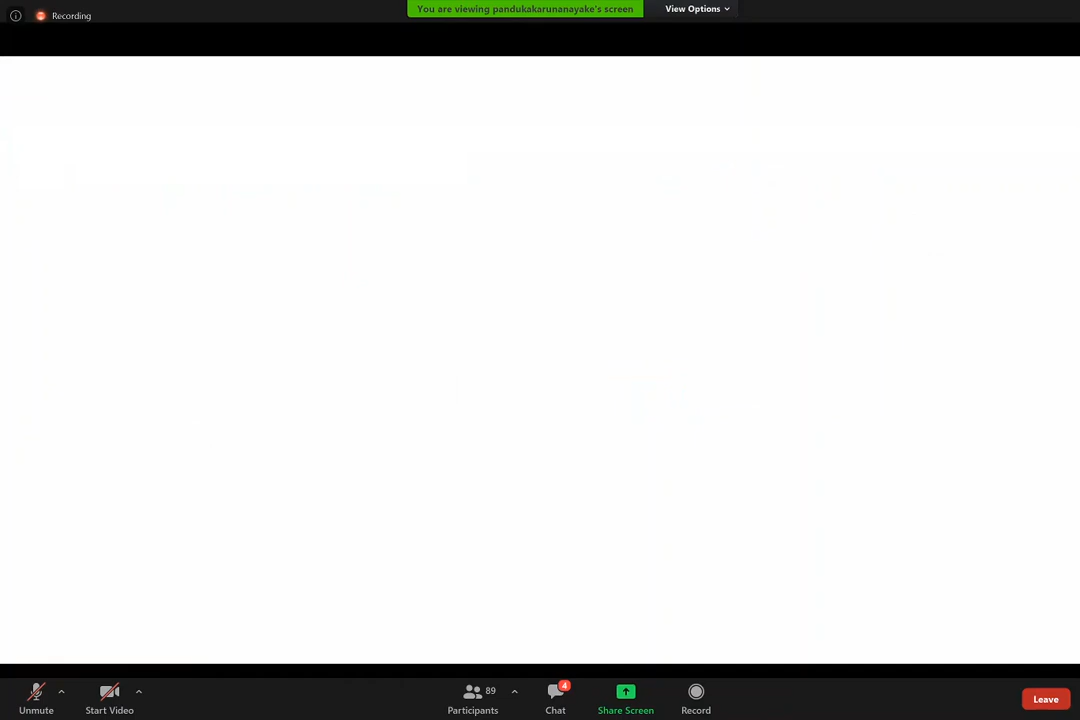 Recording
You are viewing pandukakarunanayake's screen
View Options
Unmute
Start Video
89
Participants
4
Chat
Share Screen
Record
Leave